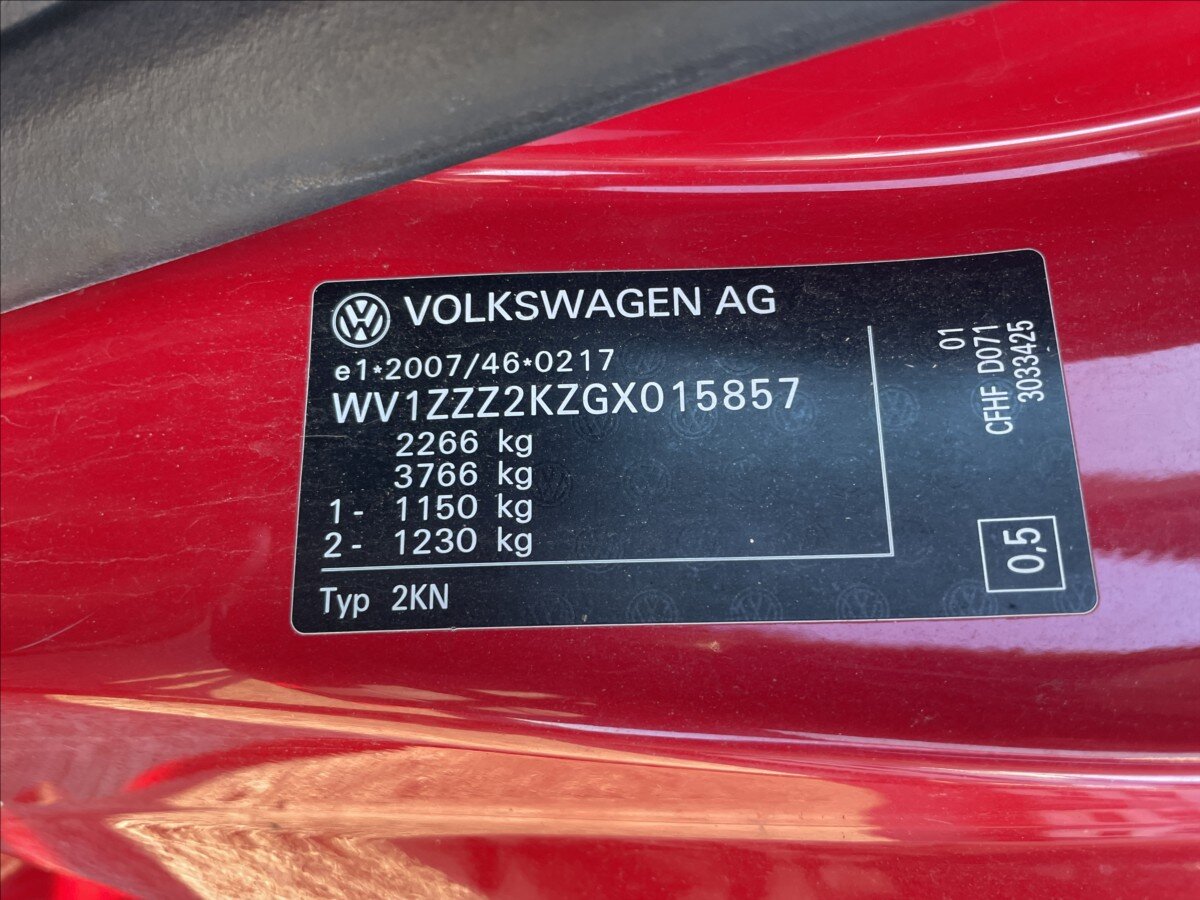 VOLKSWAGEN AG
e1*2007/46*0217
WV1ZZZ2KZGX015857
2266 kg
3766 kg
1- 1150 kg
2- 1230 kg
Typ 2KN
01
CFHF D071
3033425
0,5